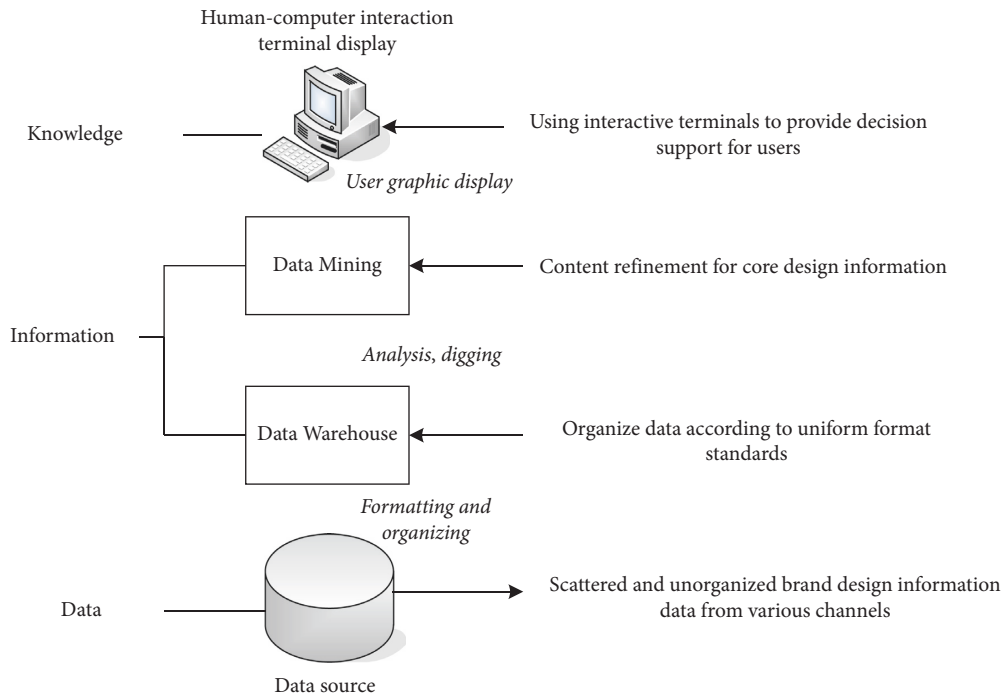 Human-computer interaction
terminal display
Knowledge
Using interactive terminals to provide decision
support for users
User graphic display
Data Mining
Content refinement for core design information
Information
Analysis, digging
Data Warehouse
Organize data according to uniform format
standards
Formatting and
organizing
Data
Scattered and unorganized brand design information
data from various channels
Data source